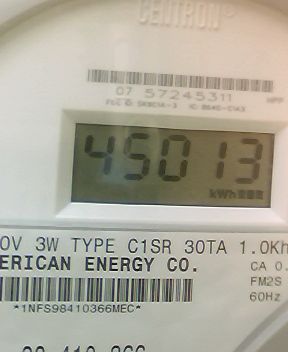 CENTRON®
07 57245311
45013
kWh
0V 3W TYPE C1SR 30TA 1.0Kh
ERICAN ENERGY CO.
CA 0.
FM2S
*1NFS98410366MEC*
60Hz